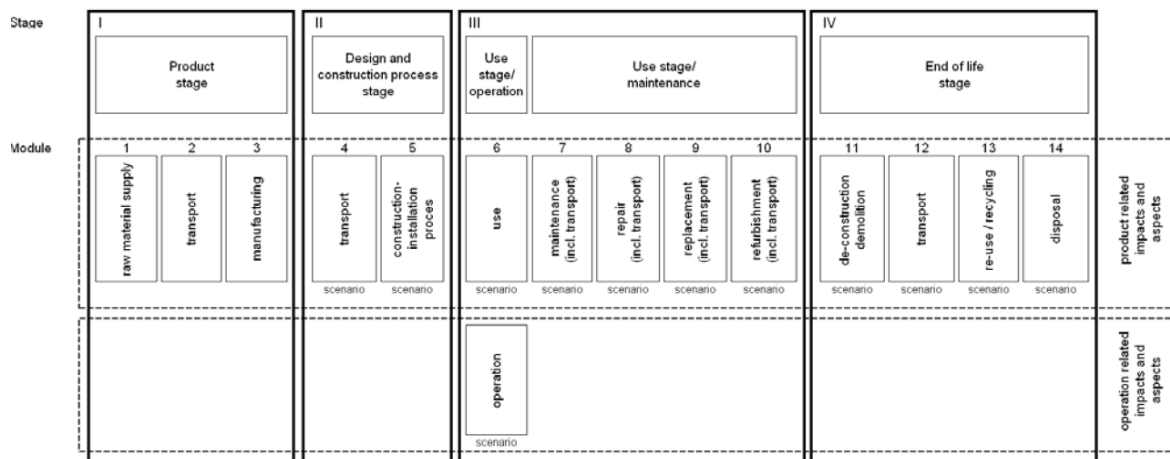 Stage
I
II
III
IV
Product
stage
Design and
construction process
stage
Use
stage/
operation
Use stage/
maintenance
End of life
stage
Module
1
2
3
4
5
6
7
8
9
10
11
12
13
14
raw material supply
transport
manufacturing
transport
construction-
installation
proces
use
maintenance
(incl. transport)
repair
(incl. transport)
replacement
(incl. transport)
refurbishment
(incl. transport)
de-construction
demolition
transport
re-use / recycling
disposal
product related
impacts and
aspects
scenario
scenario
scenario
scenario
scenario
scenario
scenario
scenario
scenario
scenario
scenario
operation
operation related
impacts and
aspects
scenario